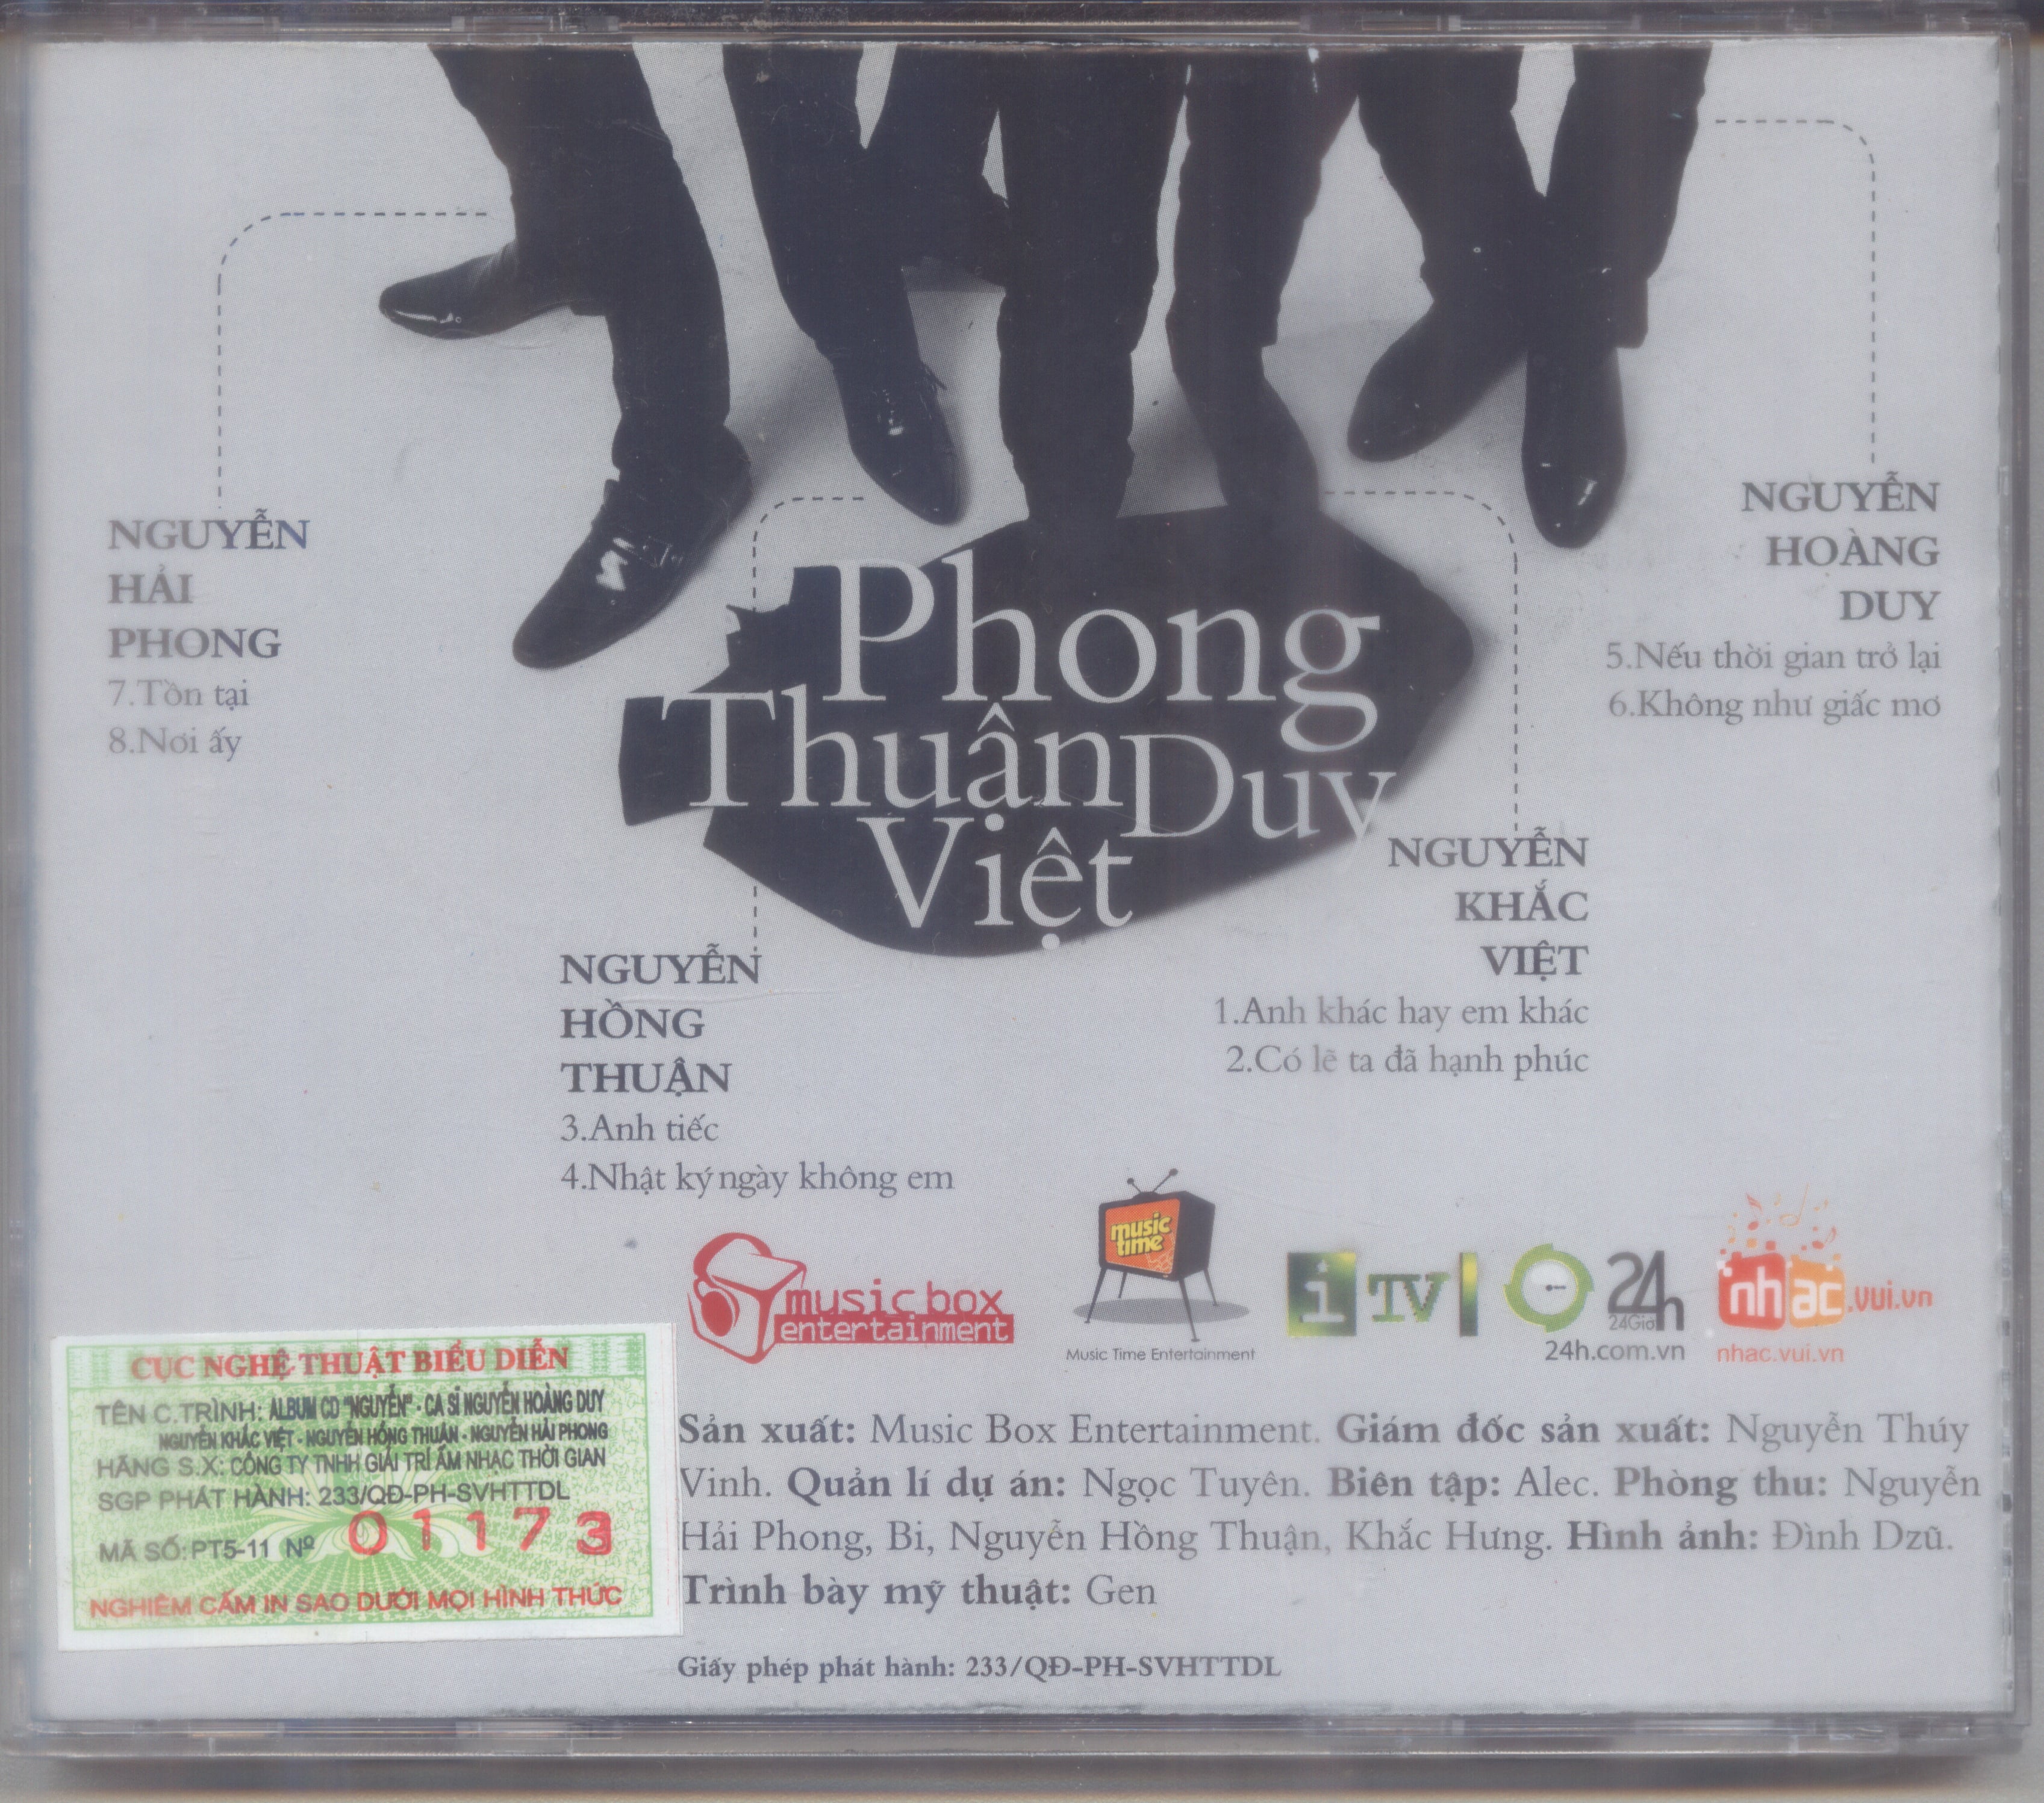 NGUYỄN
HẢI
PHONG
7.Tồn tại
8.Nơi ấy
NGUYỄN
HOÀNG
DUY
5.Nếu thời gian trở lại
6.Không như giấc mơ
Phong
Thuận Duy
Việt
NGUYỄN
KHẮC
VIỆT
1.Anh khác hay em khác
2.Có lẽ ta đã hạnh phúc
NGUYỄN
HỒNG
THUẬN
3.Anh tiếc
4.Nhật ký ngày không em
music box
entertainment
music
time
Music Time Entertainment
iTV
24h
24Giờ
24h.com.vn
nhac.vui.vn
nhac.vui.vn
CỤC NGHỆ THUẬT BIỂU DIỄN
TÊN C.TRÌNH: ALBUM CD "NGUYỄN" - CA SĨ NGUYỄN HOÀNG DUY
NGUYỄN KHẮC VIỆT - NGUYỄN HỒNG THUẬN - NGUYỄN HẢI PHONG
HÃNG S.X: CÔNG TY TNHH GIẢI TRÍ ÂM NHẠC THỜI GIAN
SGP PHÁT HÀNH: 233/QĐ-PH-SVHTTDL
MÃ SỐ: PT5-11 Nº 01173
NGHIÊM CẤM IN SAO DƯỚI MỌI HÌNH THỨC
Sản xuất: Music Box Entertainment. Giám đốc sản xuất: Nguyễn Thúy
Vinh. Quản lí dự án: Ngọc Tuyên. Biên tập: Alec. Phòng thu: Nguyễn
Hải Phong, Bi, Nguyễn Hồng Thuận, Khắc Hưng. Hình ảnh: Đình Dzũ.
Trình bày mỹ thuật: Gen
Giấy phép phát hành: 233/QĐ-PH-SVHTTDL